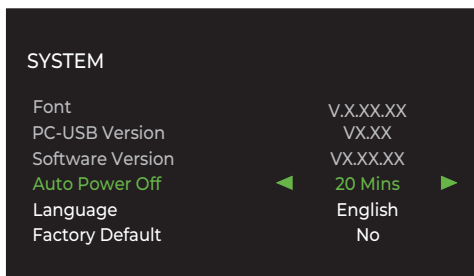 SYSTEM
Font V.X.XX.XX
PC-USB Version VX.XX
Software Version VX.XX.XX
Auto Power Off 20 Mins
Language English
Factory Default No